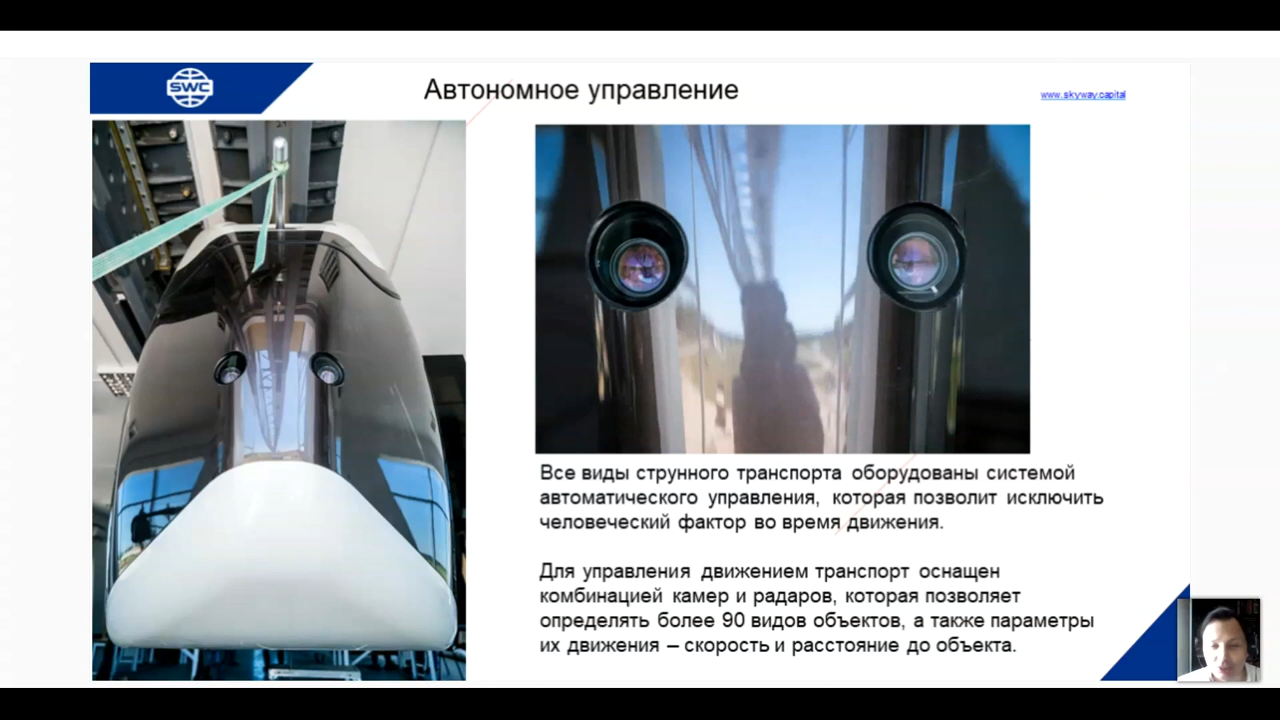 SWC
Автономное управление
www.skyway.capital
Все виды струнного транспорта оборудованы системой
автоматического управления, которая позволит исключить
человеческий фактор во время движения.
Для управления движением транспорт оснащен
комбинацией камер и радаров, которая позволяет
определять более 90 видов объектов, а также параметры
их движения – скорость и расстояние до объекта.